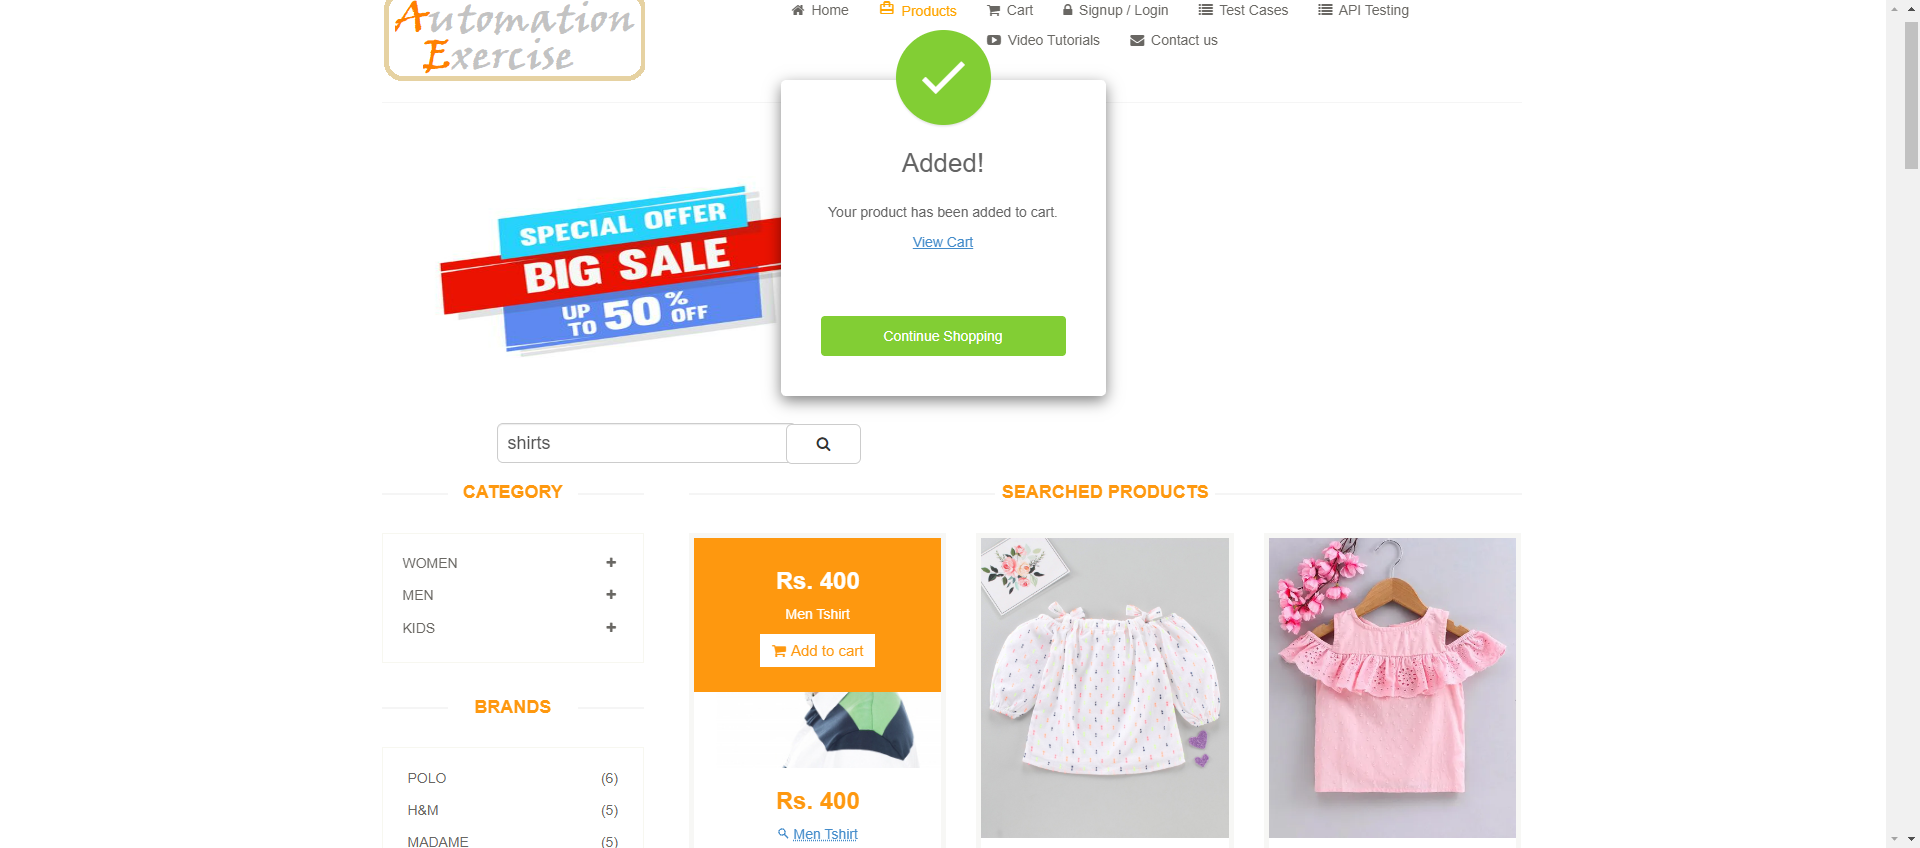 Automation
Exercise
Home
Products
Cart
Signup / Login
Test Cases
API Testing
Video Tutorials
Contact us
Added!
Your product has been added to cart.
View Cart
Continue Shopping
SPECIAL OFFER
BIG SALE
UP TO 50% OFF
shirts
CATEGORY
WOMEN
MEN
KIDS
BRANDS
POLO (6)
H&M (5)
MADAME (5)
SEARCHED PRODUCTS
Rs. 400
Men Tshirt
Add to cart
Rs. 400
Men Tshirt